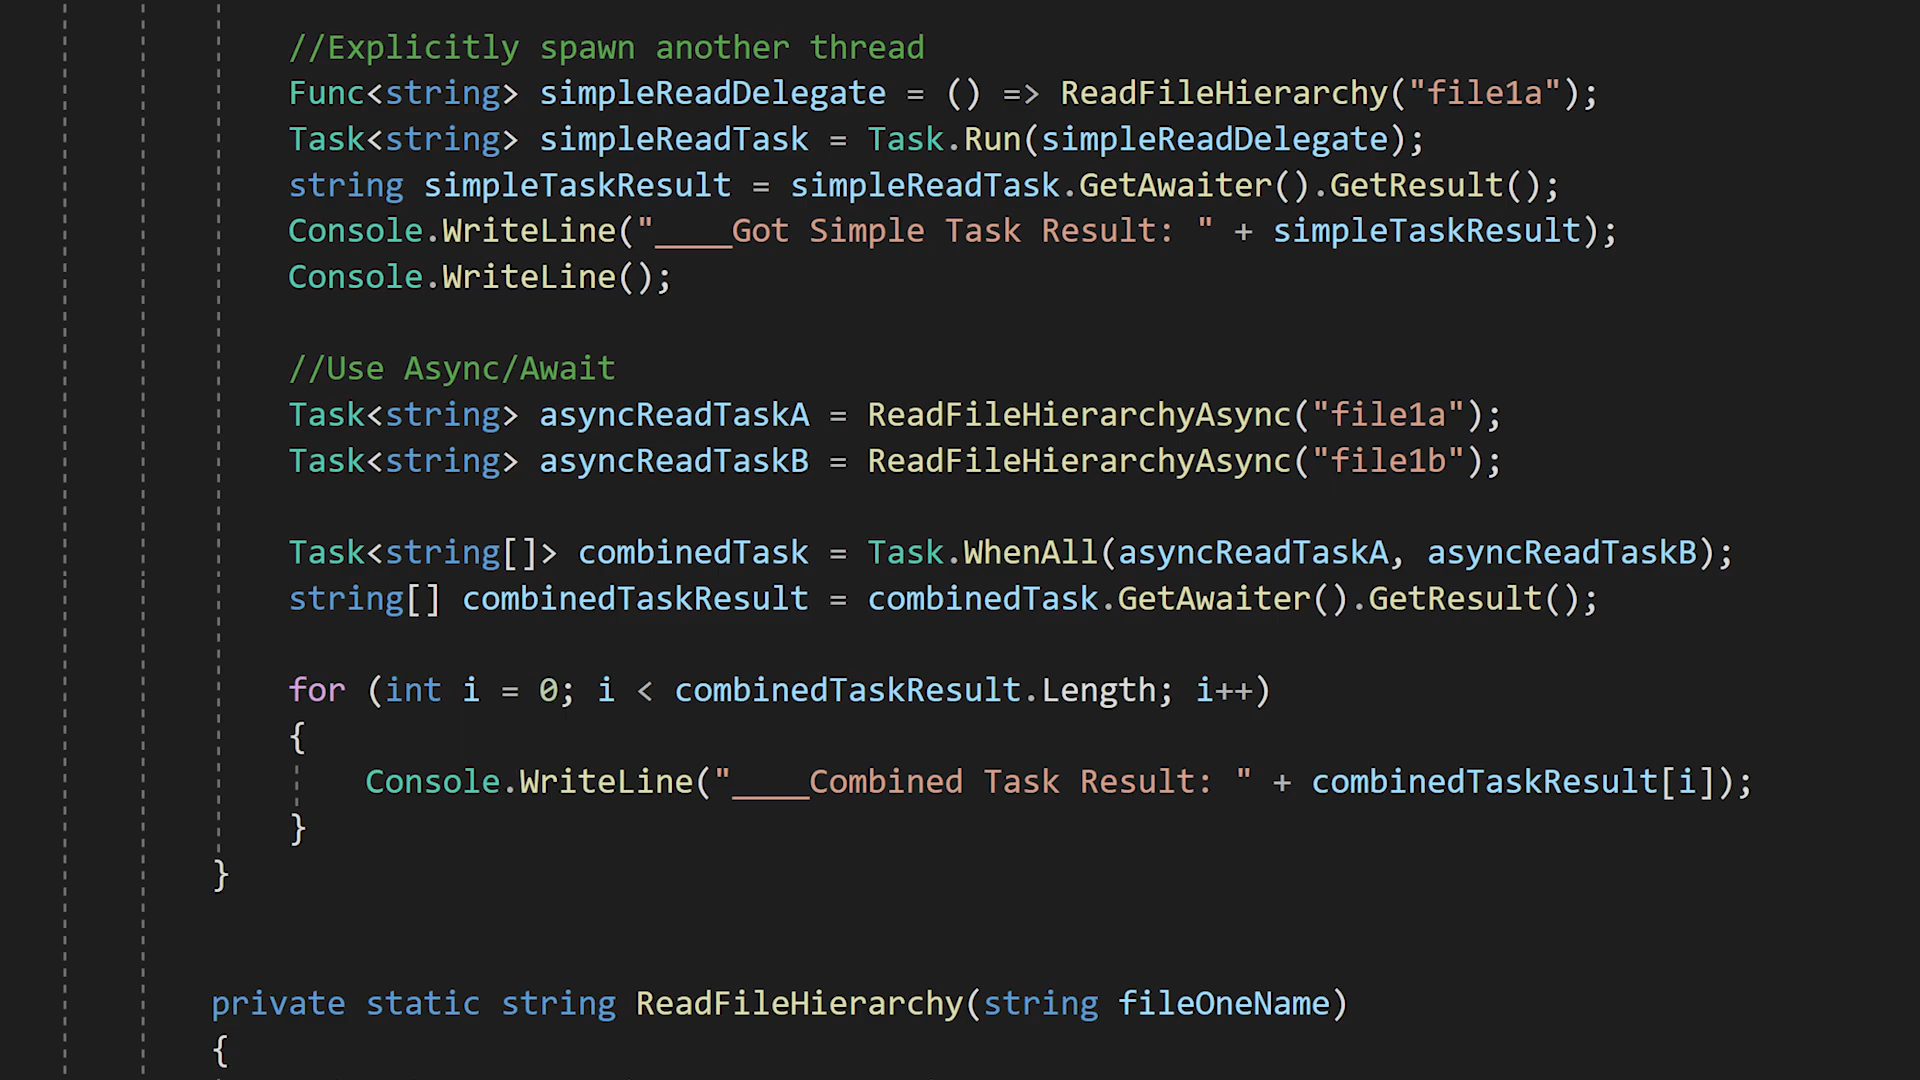 //Explicitly spawn another thread
Func<string> simpleReadDelegate = () => ReadFileHierarchy("file1a");
Task<string> simpleReadTask = Task.Run(simpleReadDelegate);
string simpleTaskResult = simpleReadTask.GetAwaiter().GetResult();
Console.WriteLine("____Got Simple Task Result: " + simpleTaskResult);
Console.WriteLine();
//Use Async/Await
Task<string> asyncReadTaskA = ReadFileHierarchyAsync("file1a");
Task<string> asyncReadTaskB = ReadFileHierarchyAsync("file1b");
Task<string[]> combinedTask = Task.WhenAll(asyncReadTaskA, asyncReadTaskB);
string[] combinedTaskResult = combinedTask.GetAwaiter().GetResult();
for (int i = 0; i < combinedTaskResult.Length; i++)
{
Console.WriteLine("____Combined Task Result: " + combinedTaskResult[i]);
}
}
private static string ReadFileHierarchy(string fileOneName)
{